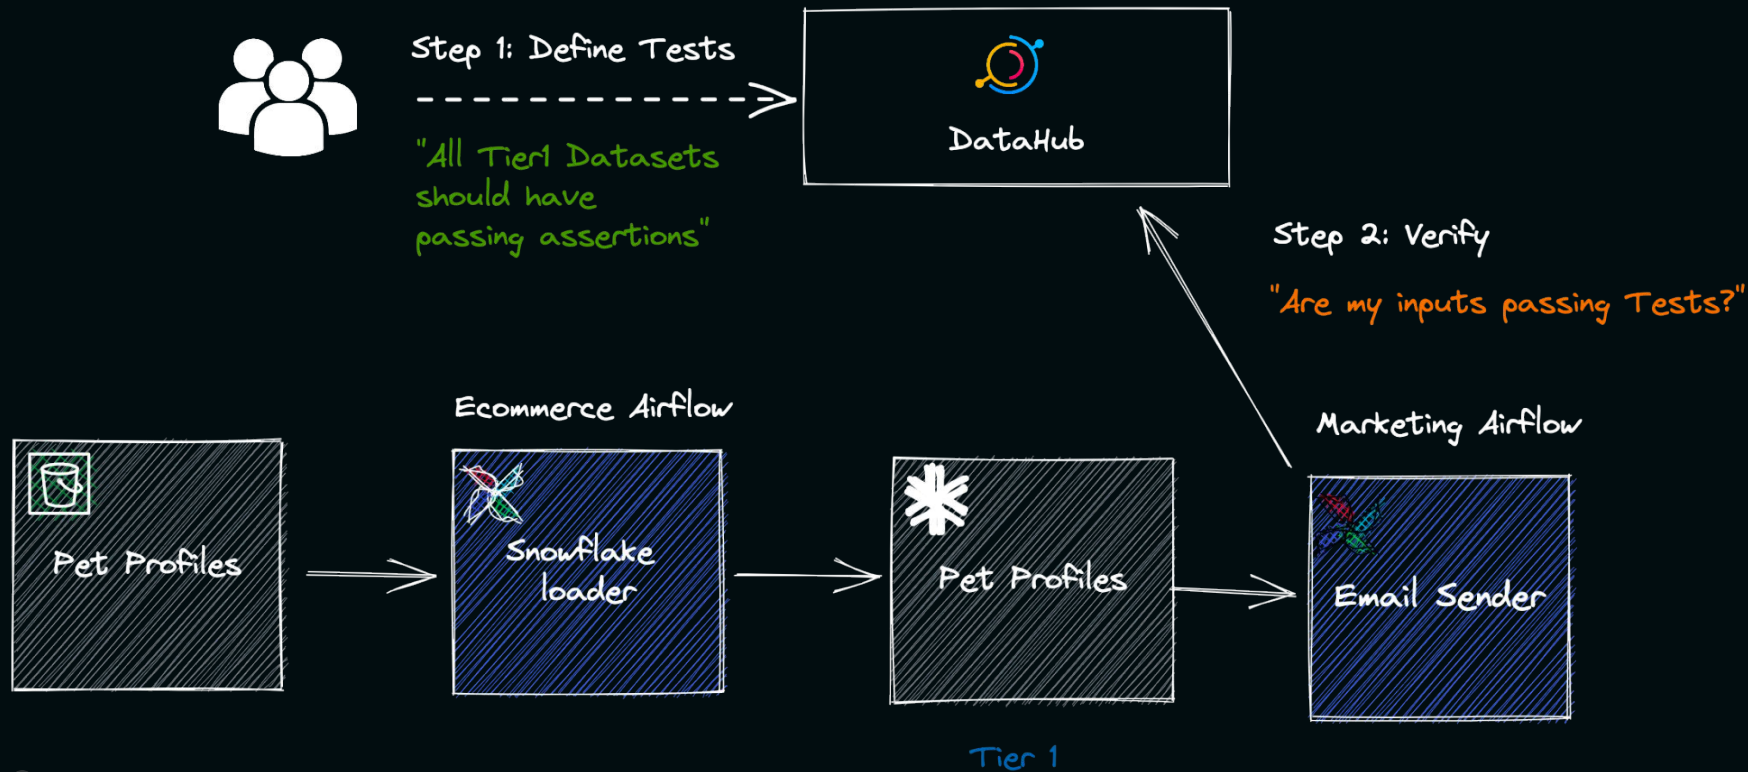 Step 1: Define Tests
"All Tier1 Datasets
should have
passing assertions"
DataHub
Step 2: Verify
"Are my inputs passing Tests?"
Ecommerce Airflow
Marketing Airflow
Pet Profiles
Snowflake
loader
Pet Profiles
Email Sender
Tier 1